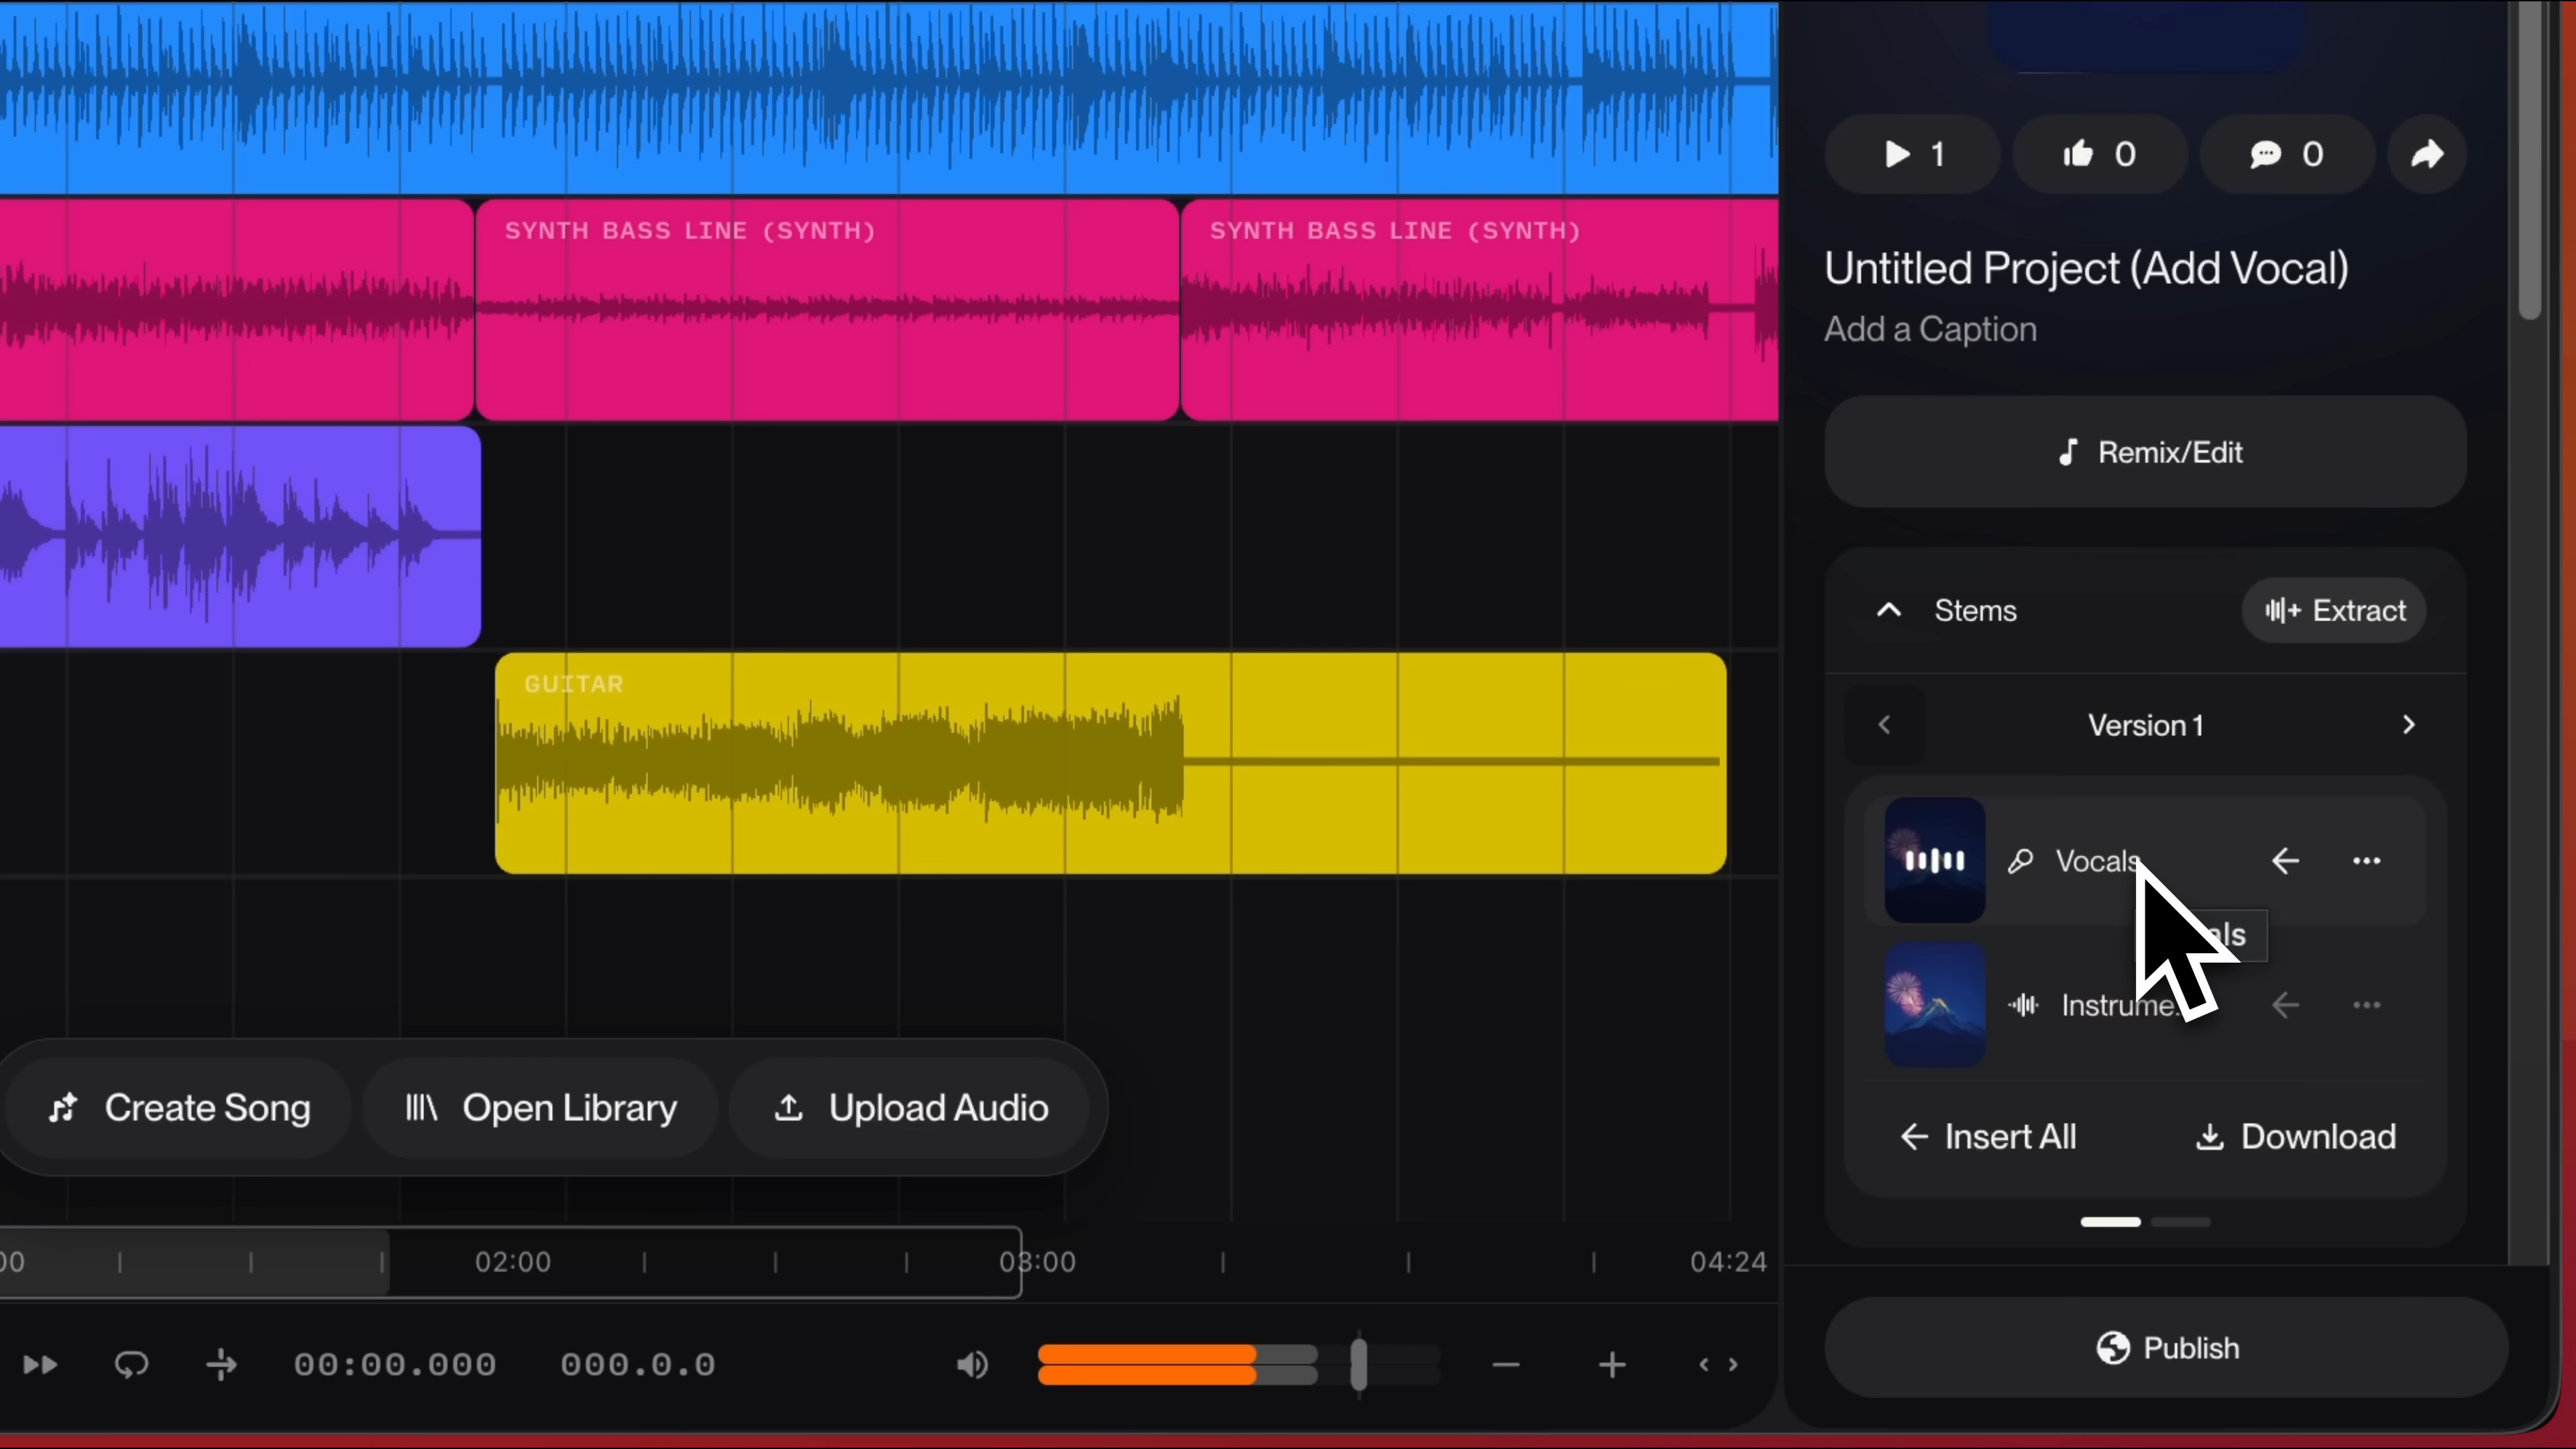 SYNTH BASS LINE (SYNTH)
SYNTH BASS LINE (SYNTH)
GUITAR
Create Song
Open Library
Upload Audio
00
02:00
03:00
04:24
00:00.000
000.0.0
1
0
0
Untitled Project (Add Vocal)
Add a Caption
Remix/Edit
Stems
Extract
Version 1
Vocals
als
Instrume...
Insert All
Download
Publish